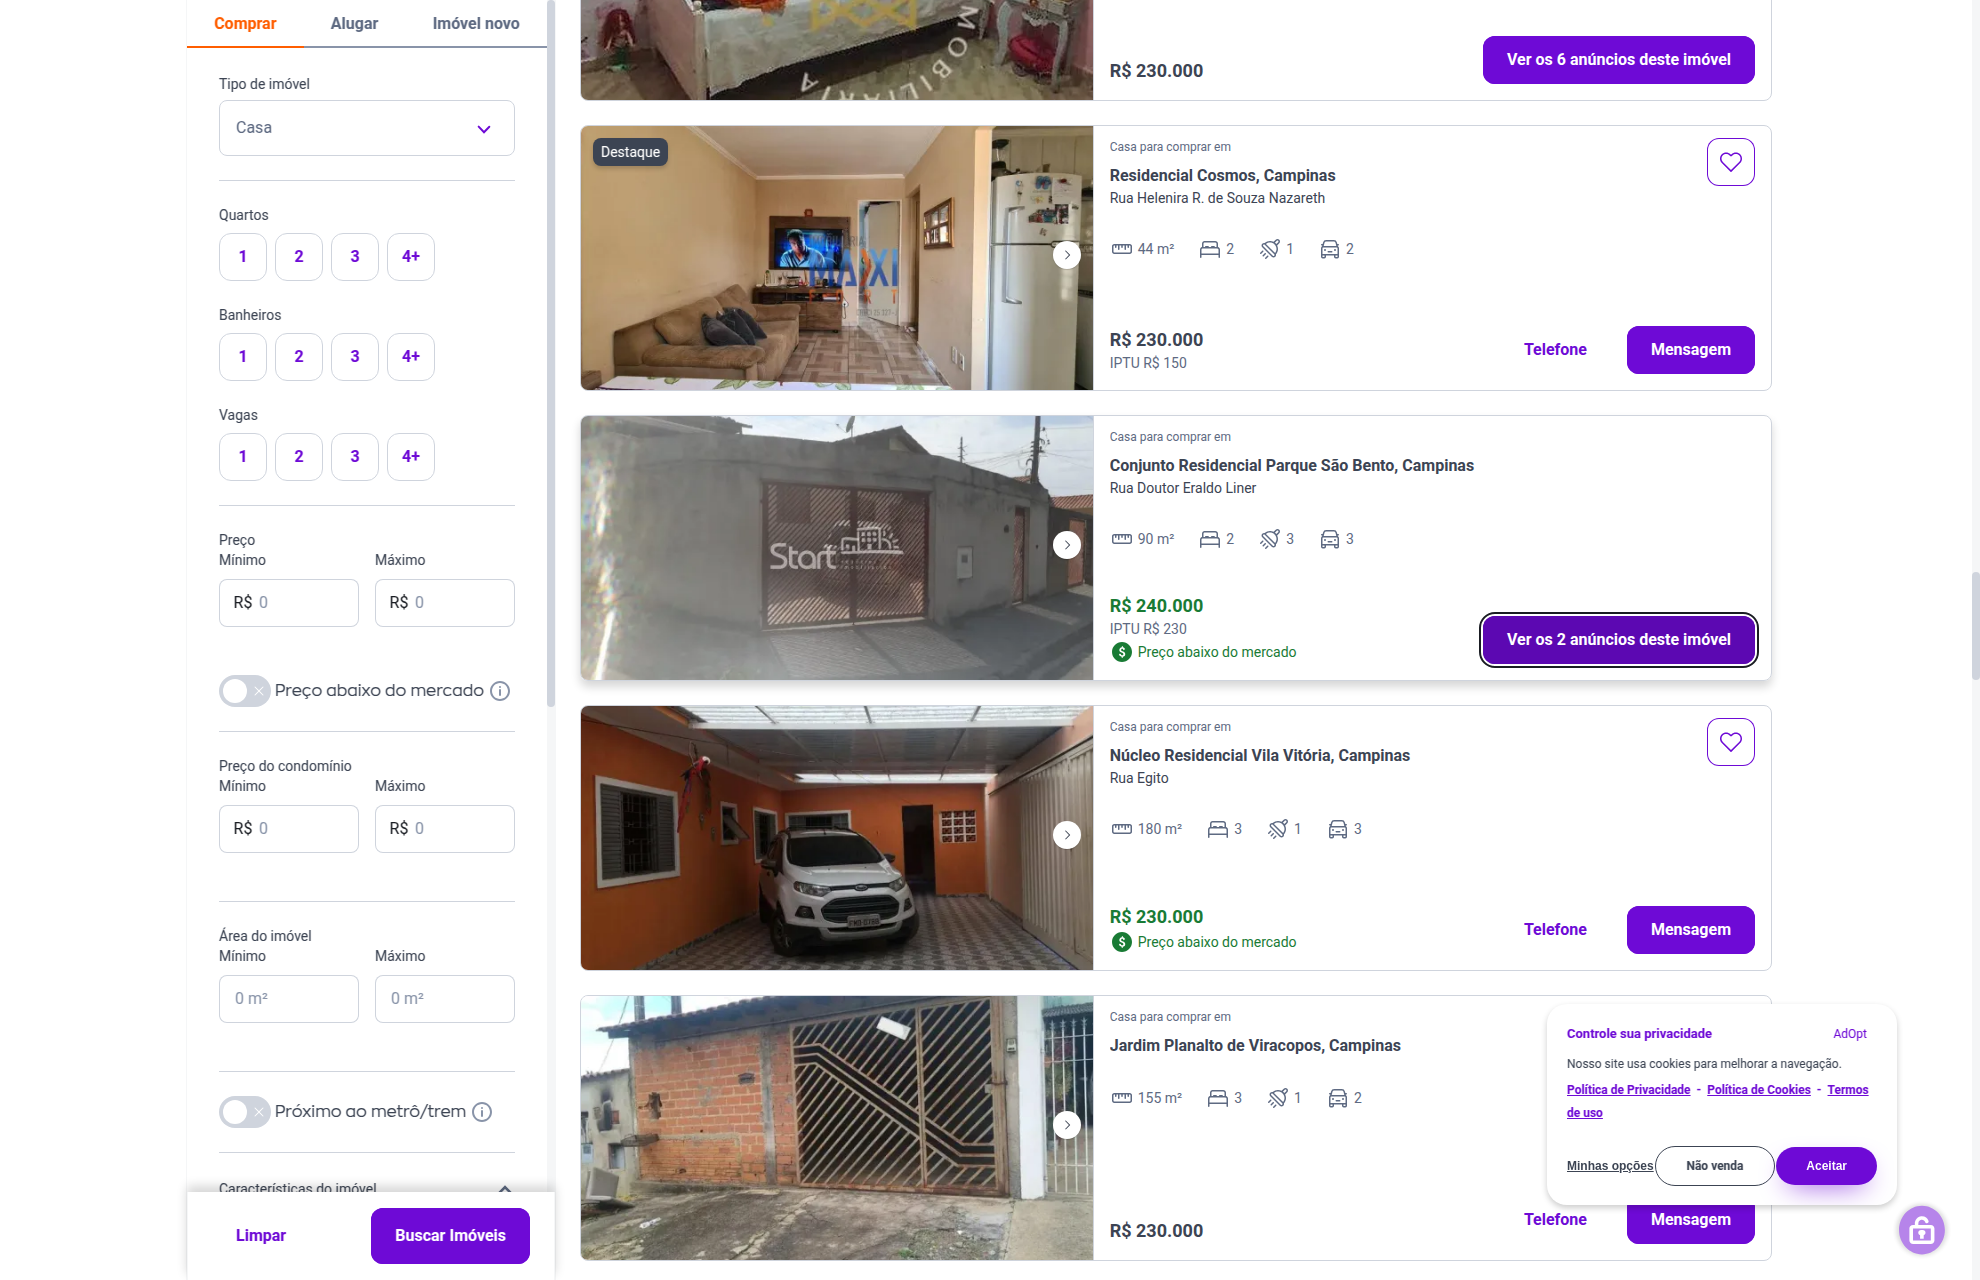 Comprar
Alugar
Imóvel novo
Tipo de imóvel
Casa
Quartos
1
2
3
4+
Banheiros
1
2
3
4+
Vagas
1
2
3
4+
Preço
Mínimo
Máximo
R$ 0
R$ 0
Preço abaixo do mercado
Preço do condomínio
Mínimo
Máximo
R$ 0
R$ 0
Área do imóvel
Mínimo
Máximo
0 m²
0 m²
Próximo ao metrô/trem
Características do imóvel
Limpar
Buscar Imóveis
R$ 230.000
Ver os 6 anúncios deste imóvel
Destaque
Casa para comprar em
Residencial Cosmos, Campinas
Rua Helenira R. de Souza Nazareth
44 m²
2
1
2
R$ 230.000
IPTU R$ 150
Telefone
Mensagem
Start
Casa para comprar em
Conjunto Residencial Parque São Bento, Campinas
Rua Doutor Eraldo Liner
90 m²
2
3
3
R$ 240.000
IPTU R$ 230
Preço abaixo do mercado
Ver os 2 anúncios deste imóvel
Casa para comprar em
Núcleo Residencial Vila Vitória, Campinas
Rua Egito
180 m²
3
1
3
R$ 230.000
Preço abaixo do mercado
Telefone
Mensagem
Casa para comprar em
Jardim Planalto de Viracopos, Campinas
155 m²
3
1
2
R$ 230.000
Telefone
Mensagem
Controle sua privacidade
AdOpt
Nosso site usa cookies para melhorar a navegação.
Política de Privacidade - Política de Cookies - Termos
de uso
Minhas opções
Não venda
Aceitar